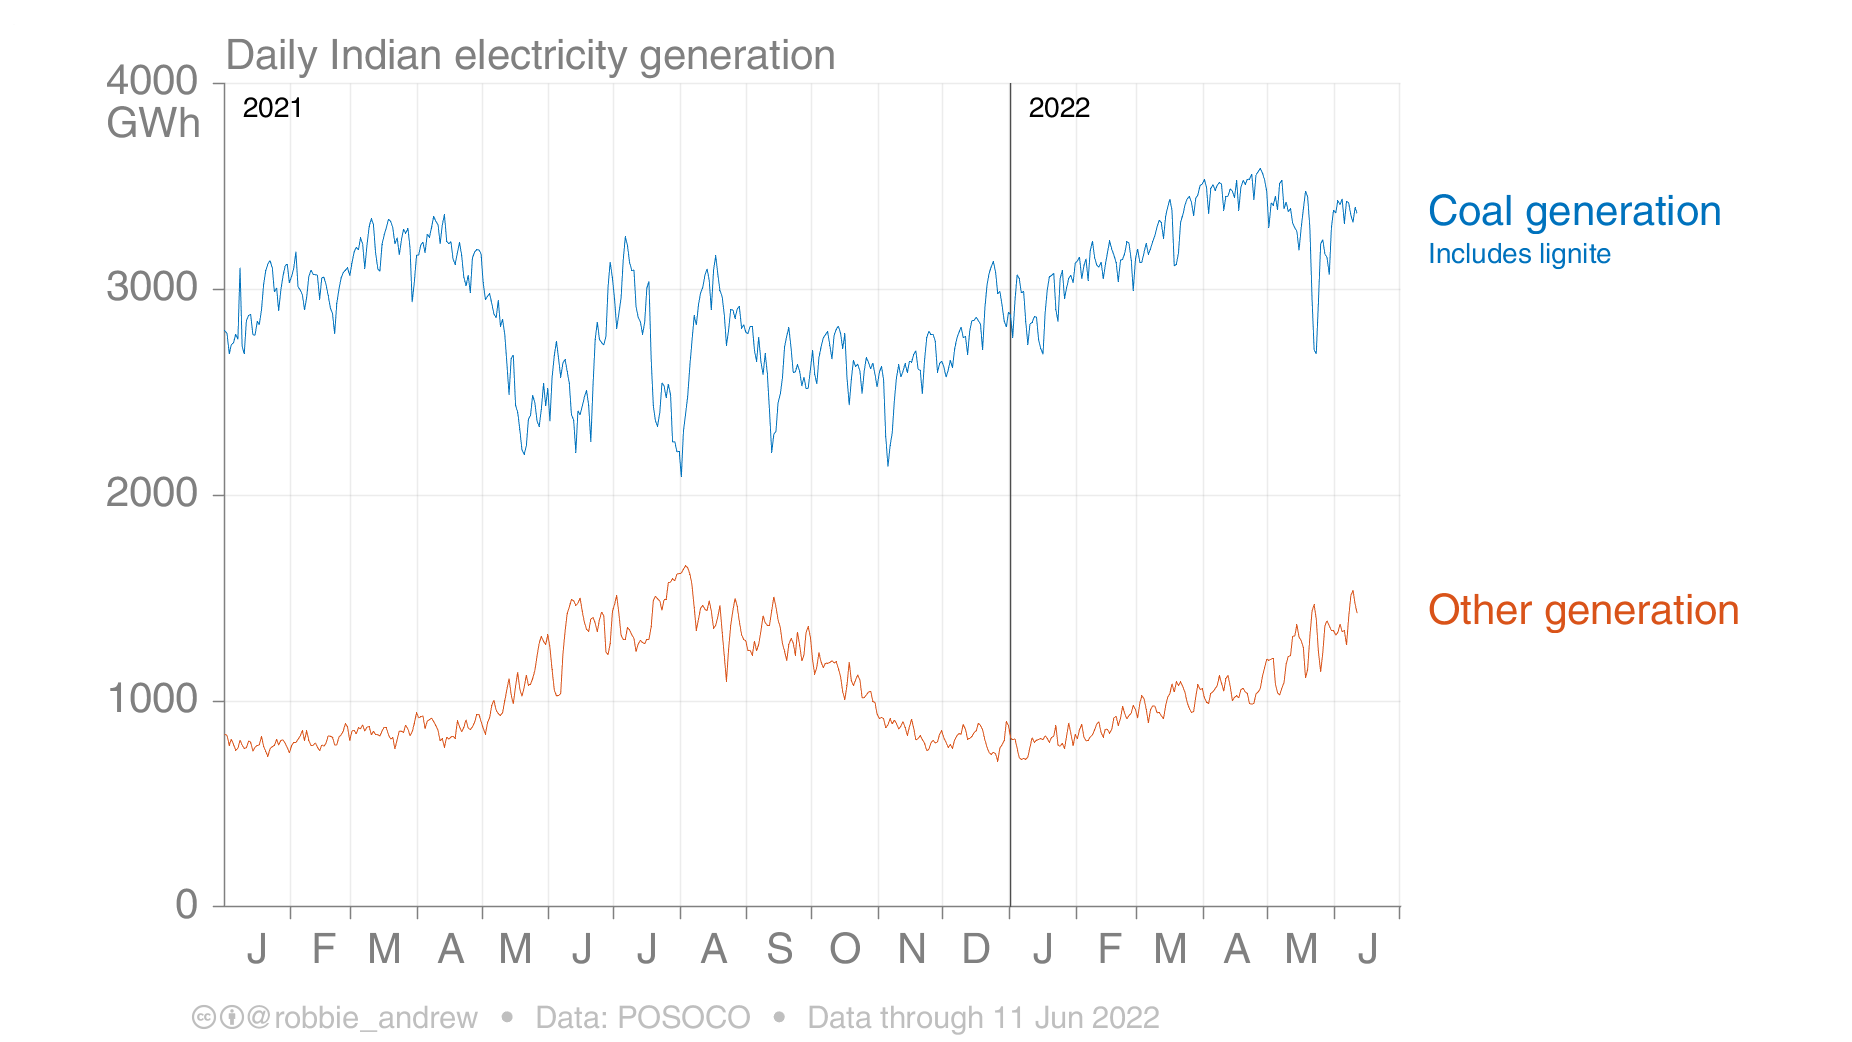 Daily Indian electricity generation
4000
GWh
2021
2022
3000
2000
1000
0
Coal generation
Includes lignite
Other generation
J F M A M J J A S O N D J F M A M J
@robbie_andrew • Data: POSOCO • Data through 11 Jun 2022